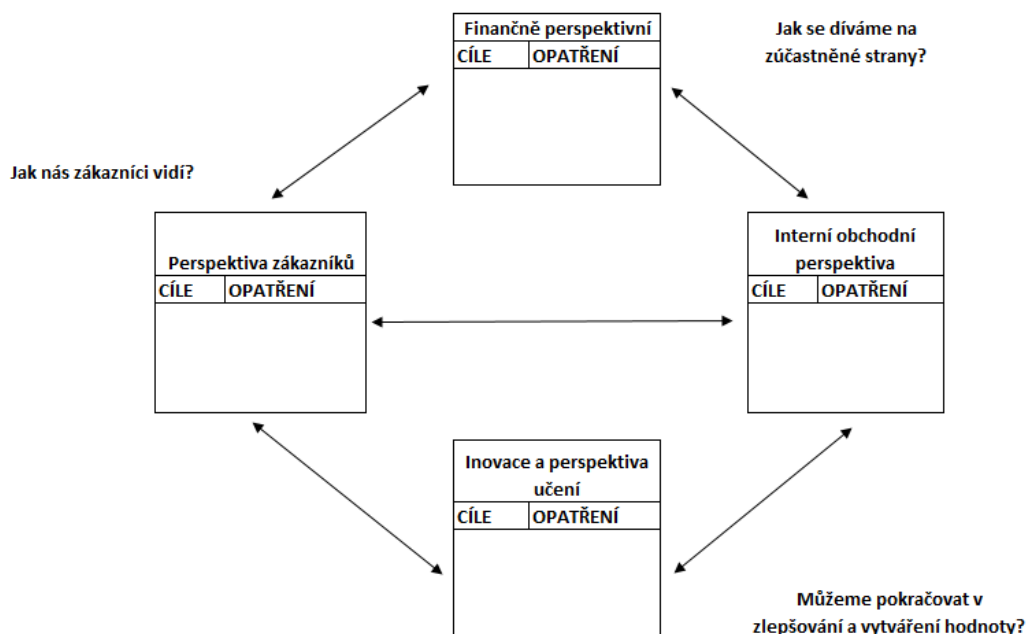 Finančně perspektivní
CÍLE OPATŘENÍ
Jak se díváme na
zúčastněné strany?
Jak nás zákazníci vidí?
Perspektiva zákazníků
CÍLE OPATŘENÍ
Interní obchodní
perspektiva
CÍLE OPATŘENÍ
Inovace a perspektiva
učení
CÍLE OPATŘENÍ
Můžeme pokračovat v
zlepšování a vytváření hodnoty?